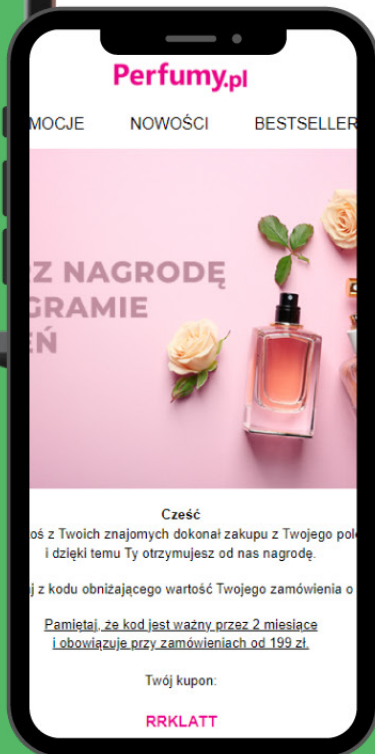 Perfumy.pl
MOCJE NOWOŚCI BESTSELLER
Z NAGRODĘ
GRAMIE
EŃ
Cześć
oś z Twoich znajomych dokonał zakupu z Twojego pol
i dzięki temu Ty otrzymujesz od nas nagrodę.
j z kodu obniżającego wartość Twojego zamówienia o
Pamiętaj, że kod jest ważny przez 2 miesiące
i obowiązuje przy zamówieniach od 199 zł.
Twój kupon:
RRKLATT